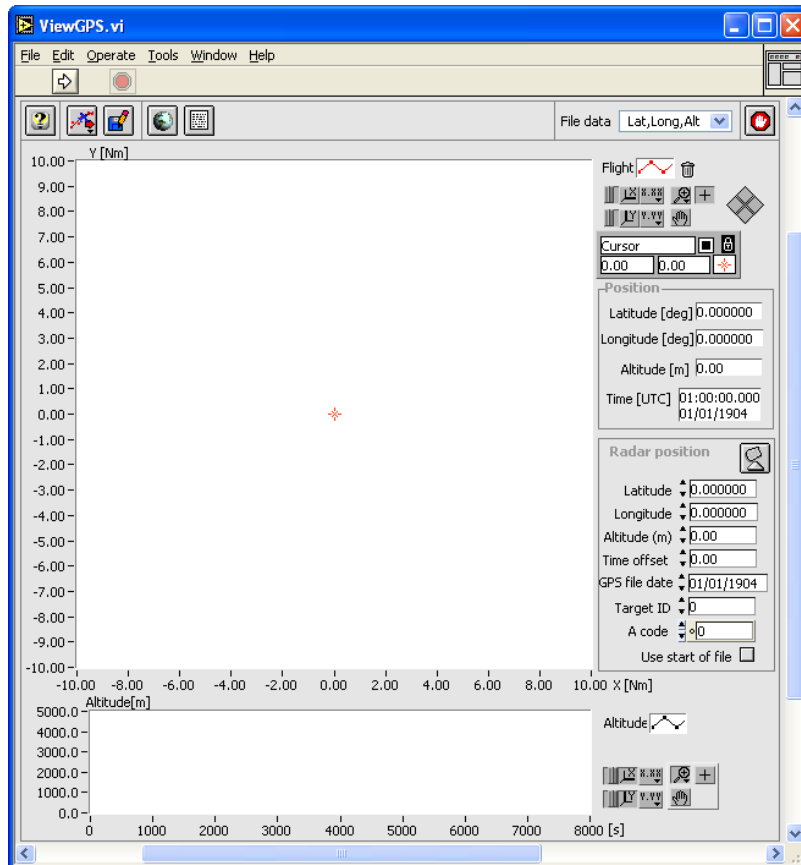 ViewGPS.vi
File Edit Operate Tools Window Help
File data Lat,Long,Alt
Y [Nm]
10.00
9.00
8.00
7.00
6.00
5.00
4.00
3.00
2.00
1.00
0.00
-1.00
-2.00
-3.00
-4.00
-5.00
-6.00
-7.00
-8.00
-9.00
-10.00
-10.00 -8.00 -6.00 -4.00 -2.00 0.00 2.00 4.00 6.00 8.00 10.00 X [Nm]
Flight
X X.XX
Y Y.YY
Cursor
0.00 0.00
Position
Latitude [deg] 0.000000
Longitude [deg] 0.000000
Altitude [m] 0.00
Time [UTC] 01:00:00.000
01/01/1904
Radar position
Latitude 0.000000
Longitude 0.000000
Altitude (m) 0.00
Time offset 0.00
GPS file date 01/01/1904
Target ID 0
A code o 0
Use start of file
Altitude[m]
5000.0
4000.0
3000.0
2000.0
1000.0
0.0
0 1000 2000 3000 4000 5000 6000 7000 8000 [s]
Altitude
X X.XX
Y Y.YY